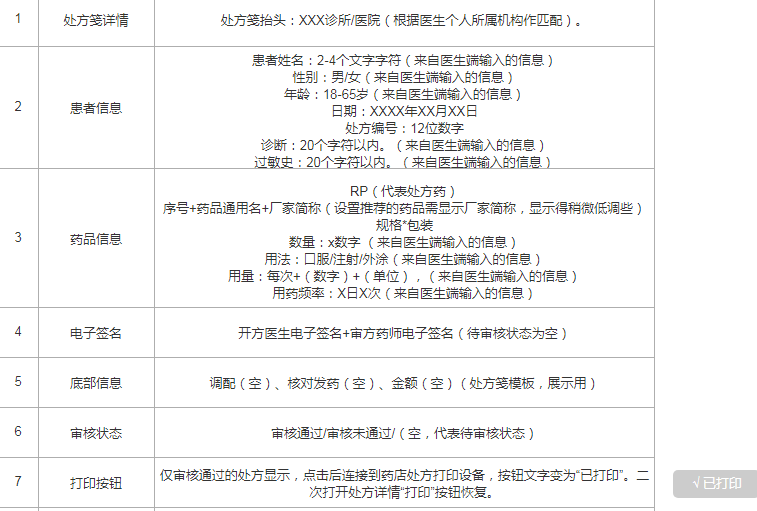 1 处方笺详情 处方笺抬头：XXX诊所/医院（根据医生个人所属机构作匹配）。
2 患者信息
患者姓名：2-4个文字字符（来自医生端输入的信息）
性别：男/女（来自医生端输入的信息）
年龄：18-65岁（来自医生端输入的信息）
日期：XXXX年XX月XX日
处方编号：12位数字
诊断：20个字符以内。（来自医生端输入的信息）
过敏史：20个字符以内。（来自医生端输入的信息）
3 药品信息
RP（代表处方药）
序号+药品通用名+厂家简称（设置推荐的药品需显示厂家简称，显示得稍微低调些）
规格*包装
数量：x数字 （来自医生端输入的信息）
用法：口服/注射/外涂（来自医生端输入的信息）
用量：每次+（数字）+（单位），（来自医生端输入的信息）
用药频率：X日X次（来自医生端输入的信息）
4 电子签名 开方医生电子签名+审方药师电子签名（待审核状态为空）
5 底部信息 调配（空）、核对发药（空）、金额（空）（处方笺模板，展示用）
6 审核状态 审核通过/审核未通过/（空，代表待审核状态）
7 打印按钮
仅审核通过的处方显示，点击后连接到药店处方打印设备，按钮文字变为“已打印”。二
次打开处方详情“打印”按钮恢复。
√ 已打印